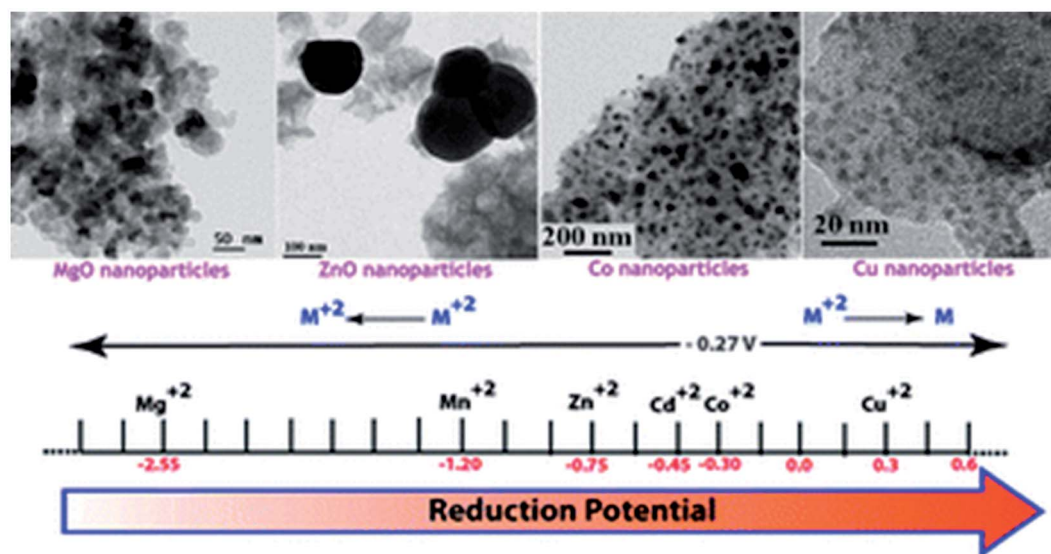 50 nm
100 nm
200 nm
20 nm
MgO nanoparticles ZnO nanoparticles Co nanoparticles Cu nanoparticles
M+2 ← M+2 M+2 → M
- 0.27 V
Mg+2 Mn+2 Zn+2 Cd+2 Co+2 Cu+2
-2.55 -1.20 -0.75 -0.45 -0.30 0.0 0.3 0.6
Reduction Potential